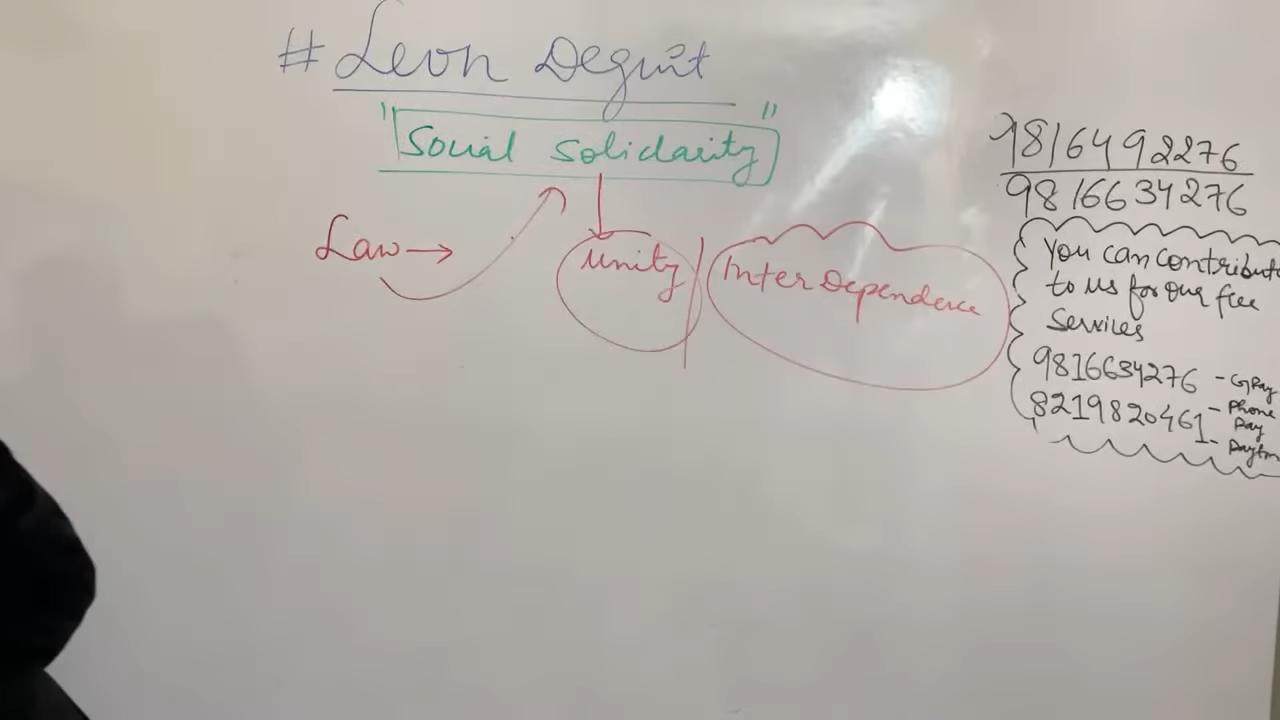 # Leon Deguit
"Social Solidarity"
Law →
Unity / Inter Dependence
9816492276
9816634276
You can contribute
to us for our free
Services
9816634276 - G Pay
8219820461 - Phone Pay
- Paytm